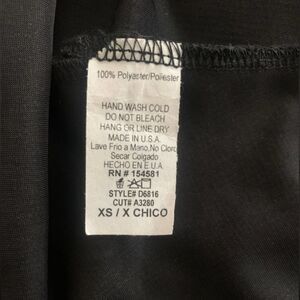 100% Polyester/Poliester
HAND WASH COLD
DO NOT BLEACH
HANG OR LINE DRY
MADE IN U.S.A.
Lave Frio a Mano, No Cloro
Secar Colgado
HECHO EN E.U.A.
RN # 154581
STYLE# D6816
CUT# A3280
XS / X CHICO